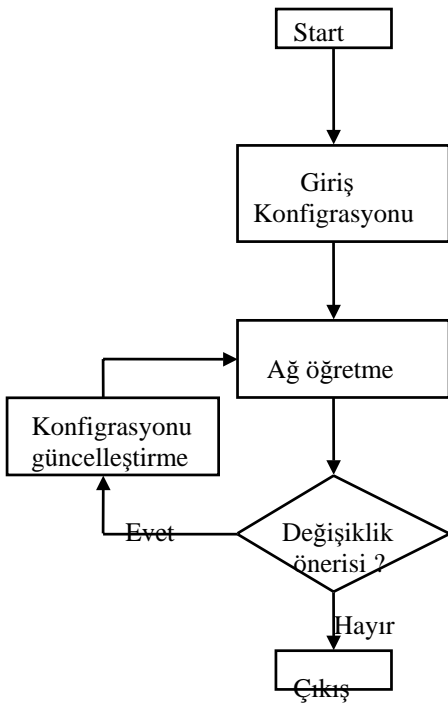 Start
Giriş
Konfigrasyonu
Ağ öğretme
Konfigrasyonu
güncelleştirme
Evet
Değişiklik
önerisi ?
Hayır
Çıkış